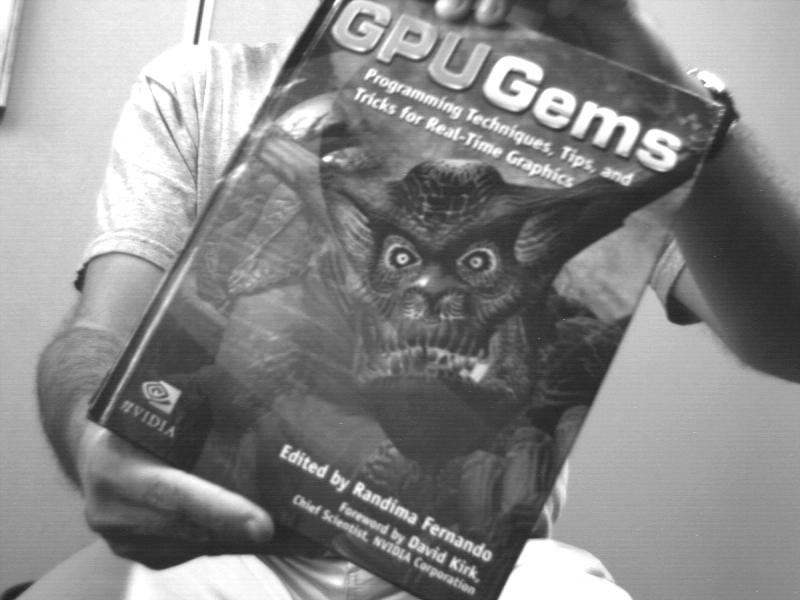 GPU Gems
Programming Techniques, Tips, and
Tricks for Real-Time Graphics
NVIDIA
Edited by Randima Fernando
Foreword by David Kirk,
Chief Scientist, NVIDIA Corporation